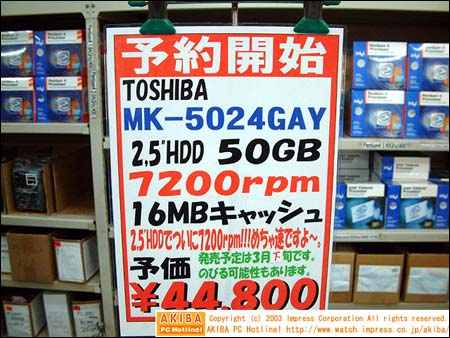 予約開始
TOSHIBA
MK-5024GAY
2,5"HDD 50GB
7200rpm
16MBキャッシュ
2.5"HDDでついに7200rpm!!!めちゃ速ですよ～。
予価 発売予定は3月下旬です。
のびる可能性もあります。
¥44,800
AKIBA
PC Hotline!
Copyright (c) 2003 Impress Corporation All rights reserved.
AKIBA PC Hotline! http://www.watch.impress.co.jp/akiba/